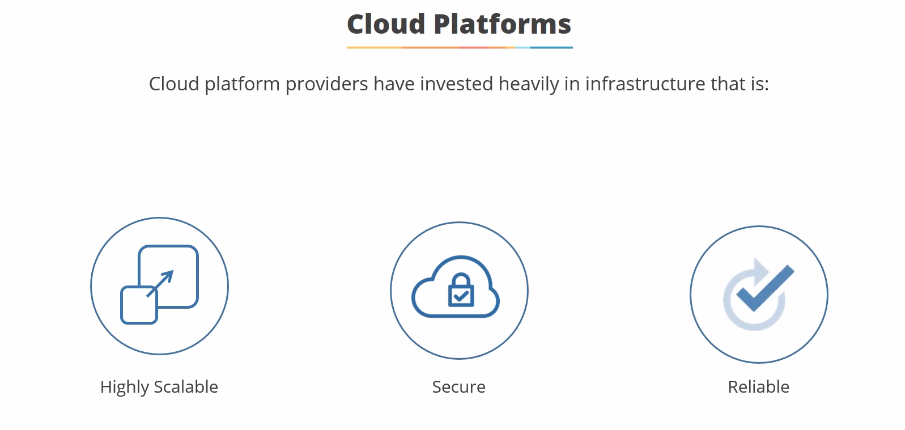 Cloud Platforms
Cloud platform providers have invested heavily in infrastructure that is:
Highly Scalable
Secure
Reliable